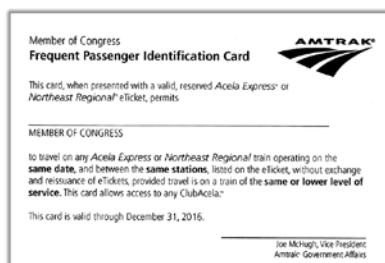 Member of Congress
Frequent Passenger Identification Card
AMTRAK®
This card, when presented with a valid, reserved Acela Express® or
Northeast Regional® eTicket, permits
MEMBER OF CONGRESS
to travel on any Acela Express or Northeast Regional train operating on the
same date, and between the same stations, listed on the eTicket, without exchange
and reissuance of eTickets, provided travel is on a train of the same or lower level of
service. This card allows access to any ClubAcela.®
This card is valid through December 31, 2016.
Joe McHugh, Vice President
Amtrak Government Affairs